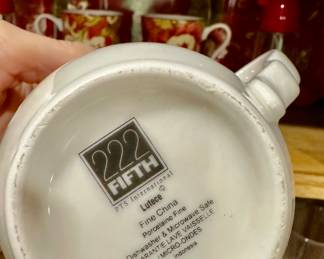 222
FIFTH
PTS International
Lutece ©
Fine China
Porcelaine Fine
Dishwasher & Microwave Safe
GARANTIE LAVE VAISSELLE
MICRO-ONDES
Indonesia